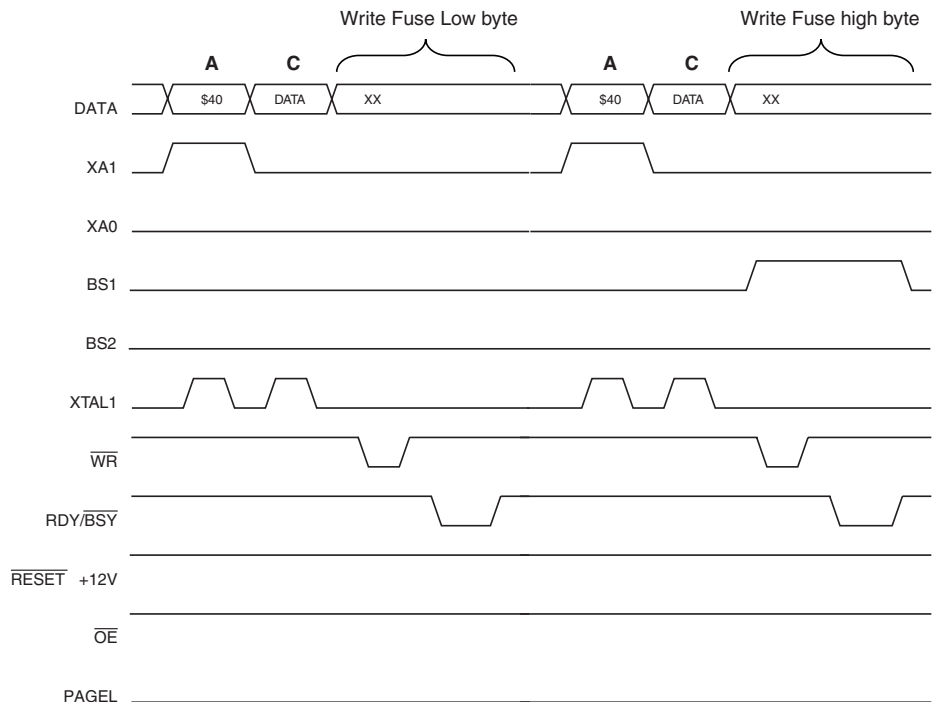 Write Fuse Low byte Write Fuse high byte
A C A C
DATA $40 DATA XX $40 DATA XX
XA1
XA0
BS1
BS2
XTAL1
WR
RDY/BSY
RESET +12V
OE
PAGEL